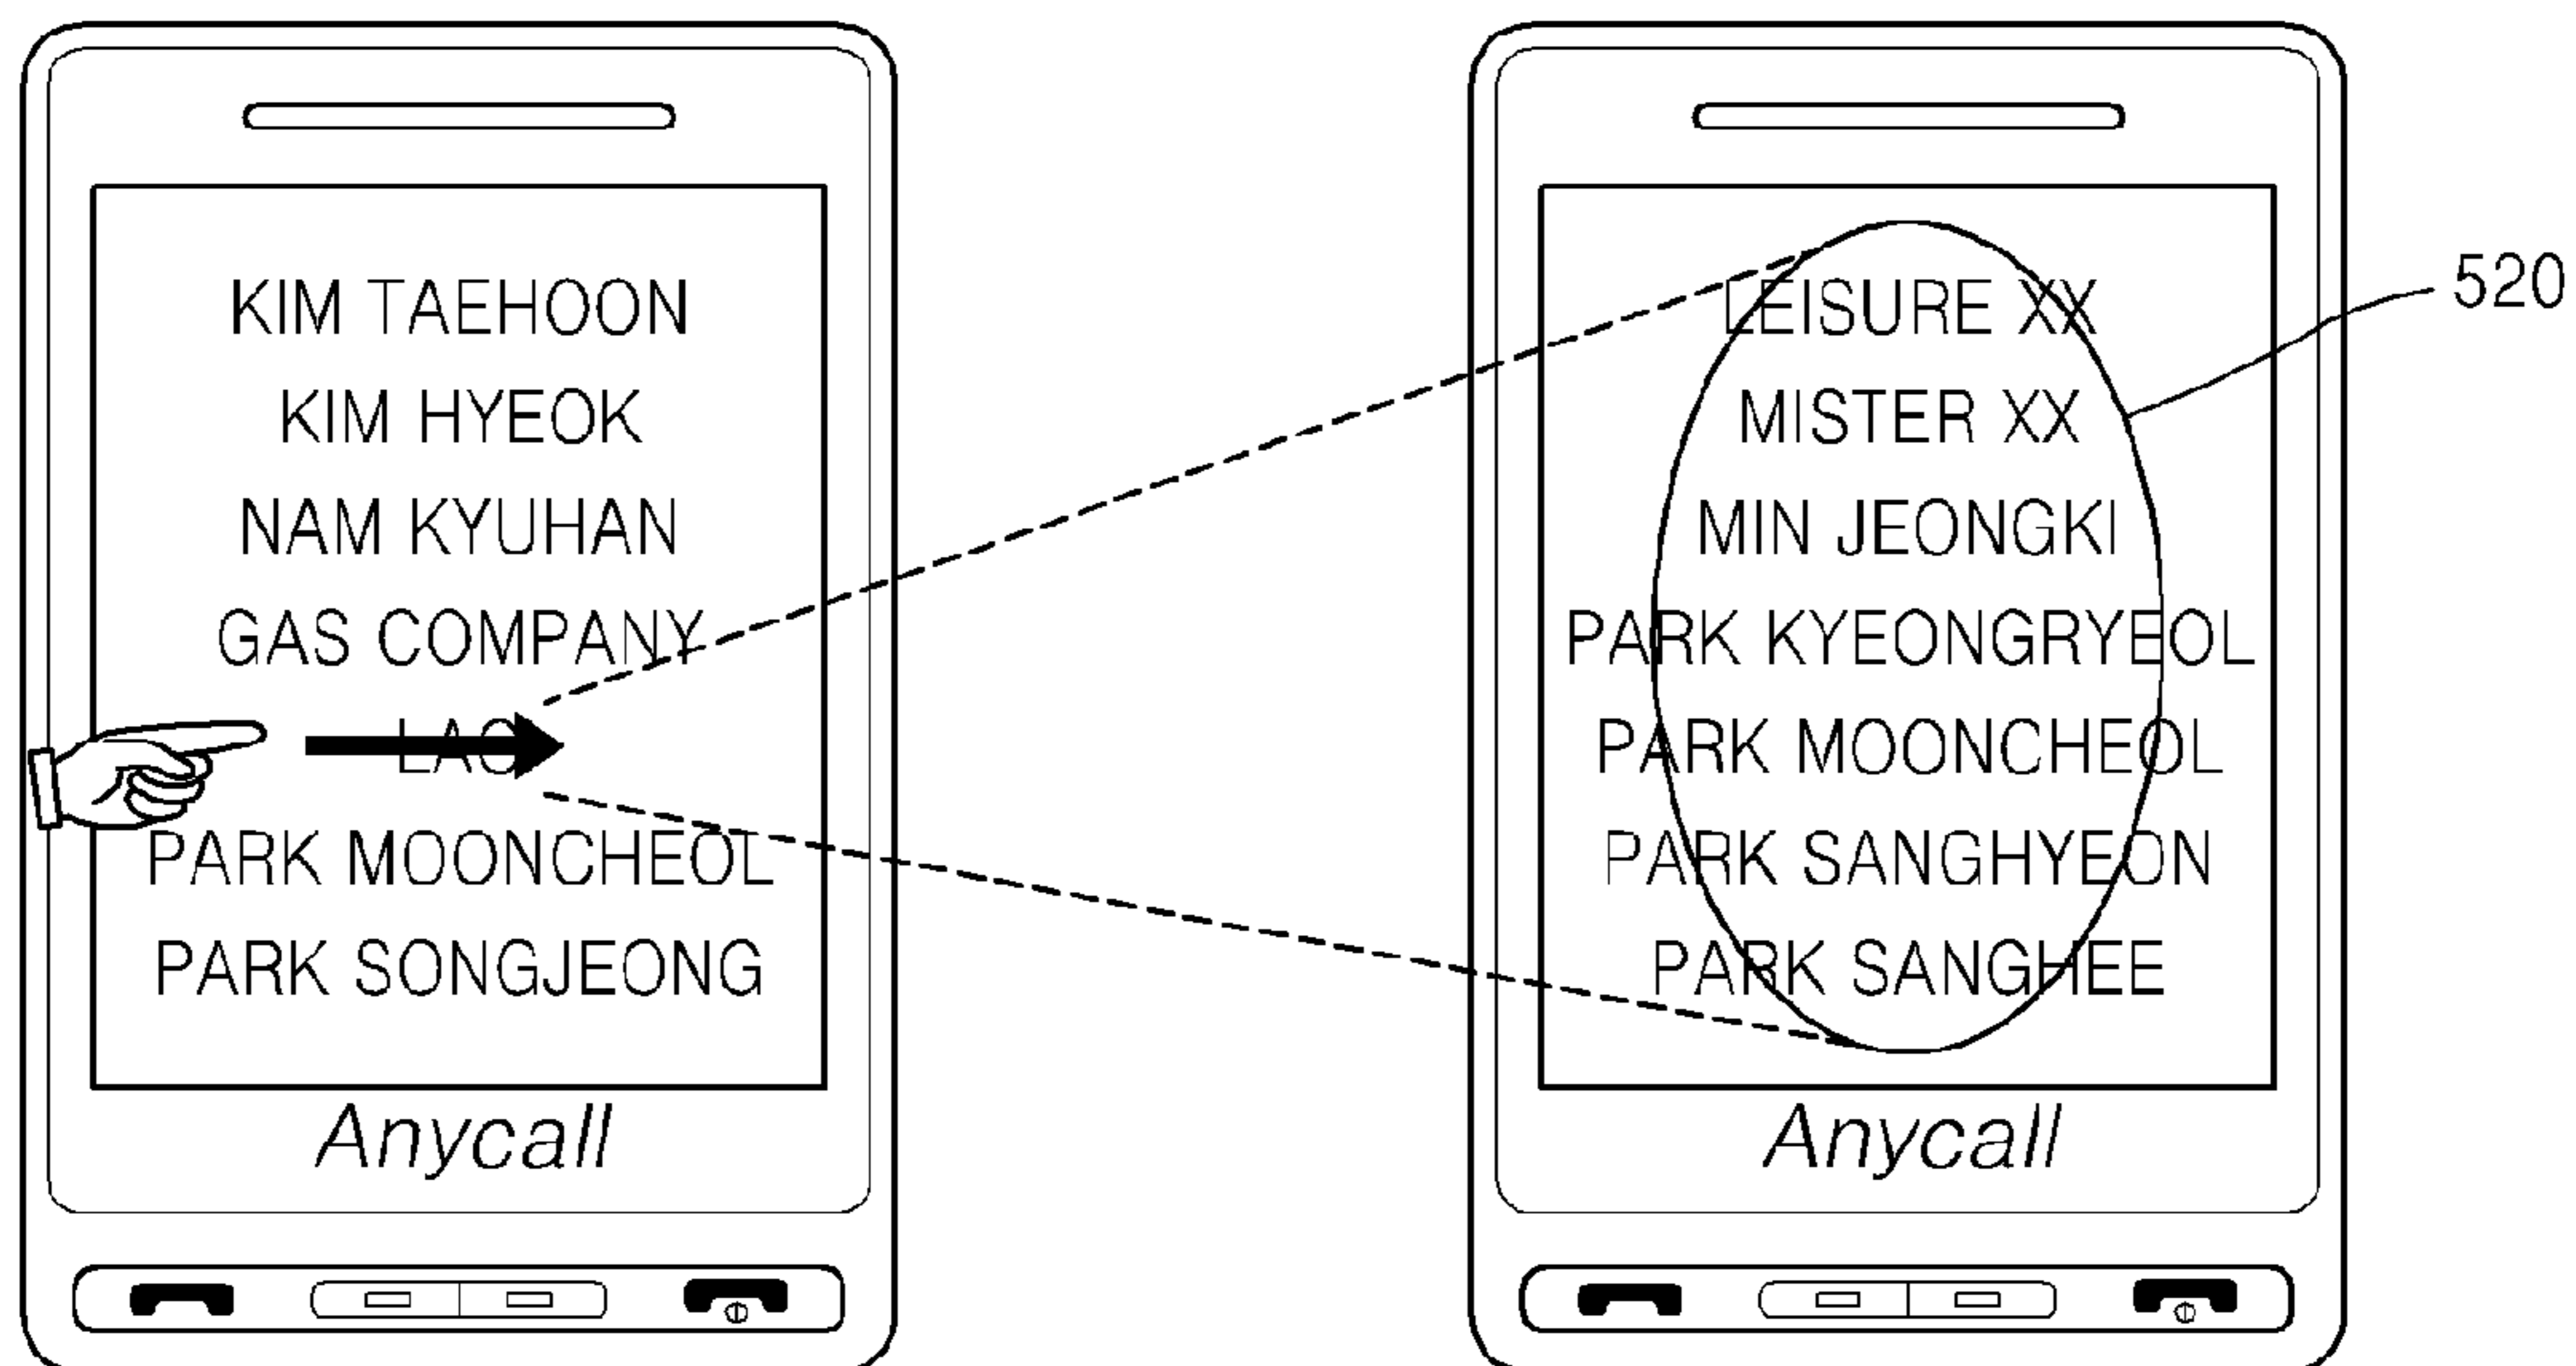 KIM TAEHOON
KIM HYEOK
NAM KYUHAN
GAS COMPANY
LAO
PARK MOONCHEOL
PARK SONGJEONG
Anycall
LEISURE XX
MISTER XX
MIN JEONGKI
PARK KYEONGRYEOL
PARK MOONCHEOL
PARK SANGHYEON
PARK SANGHEE
Anycall
520